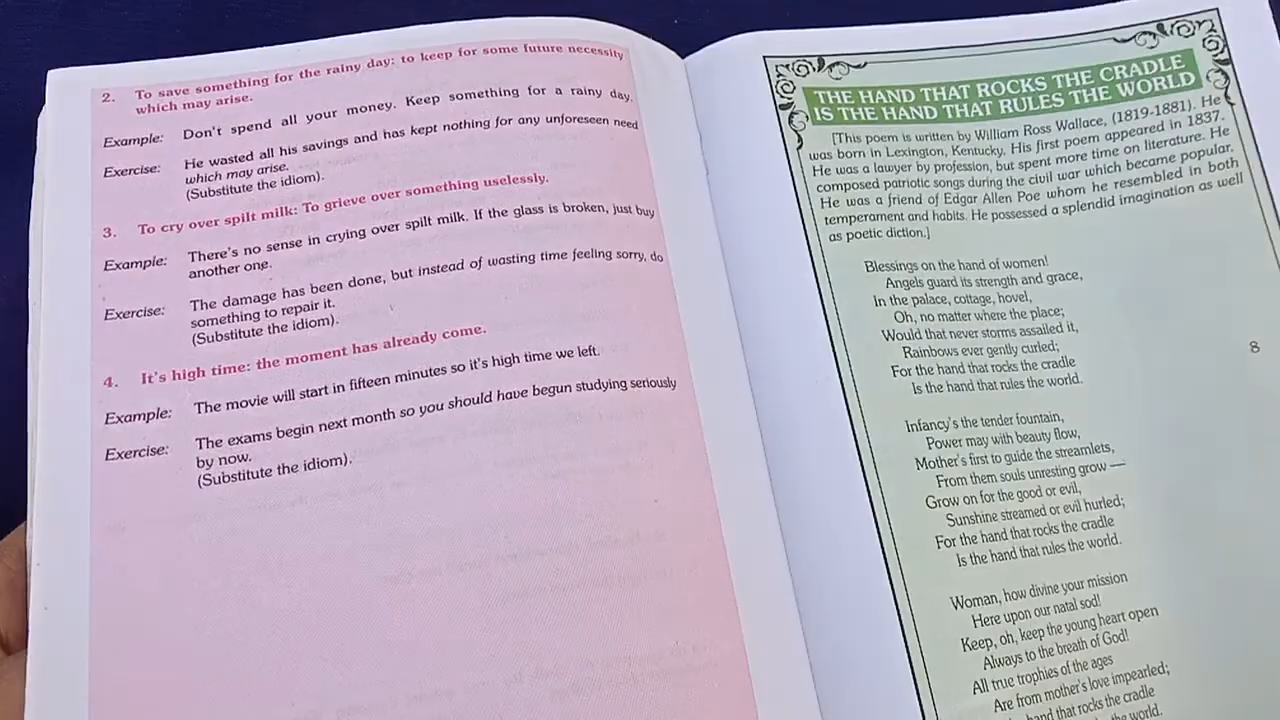 2. To save something for the rainy day: to keep for some future necessity
which may arise.
Example: Don't spend all your money. Keep something for a rainy day.
Exercise: He wasted all his savings and has kept nothing for any unforeseen need
which may arise.
(Substitute the idiom).
3. To cry over spilt milk: To grieve over something uselessly.
Example: There's no sense in crying over spilt milk. If the glass is broken, just buy
another one.
Exercise: The damage has been done, but instead of wasting time feeling sorry, do
something to repair it.
(Substitute the idiom).
4. It's high time: the moment has already come.
Example: The movie will start in fifteen minutes so it's high time we left.
Exercise: The exams begin next month so you should have begun studying seriously
by now.
(Substitute the idiom).
THE HAND THAT ROCKS THE CRADLE
IS THE HAND THAT RULES THE WORLD
[This poem is written by William Ross Wallace, (1819-1881). He
was born in Lexington, Kentucky. His first poem appeared in 1837.
He was a lawyer by profession, but spent more time on literature. He
composed patriotic songs during the civil war which became popular.
He was a friend of Edgar Allen Poe whom he resembled in both
temperament and habits. He possessed a splendid imagination as well
as poetic diction.]
Blessings on the hand of women!
Angels guard its strength and grace,
In the palace, cottage, hovel,
Oh, no matter where the place;
Would that never storms assailed it,
Rainbows ever gently curled;
For the hand that rocks the cradle
Is the hand that rules the world.
8
Infancy's the tender fountain,
Power may with beauty flow,
Mother's first to guide the streamlets,
From them souls unresting grow —
Grow on for the good or evil,
Sunshine streamed or evil hurled;
For the hand that rocks the cradle
Is the hand that rules the world.
Woman, how divine your mission
Here upon our natal sod!
Keep, oh, keep the young heart open
Always to the breath of God!
All true trophies of the ages
Are from mother's love impearled;
hand that rocks the cradle
the world.